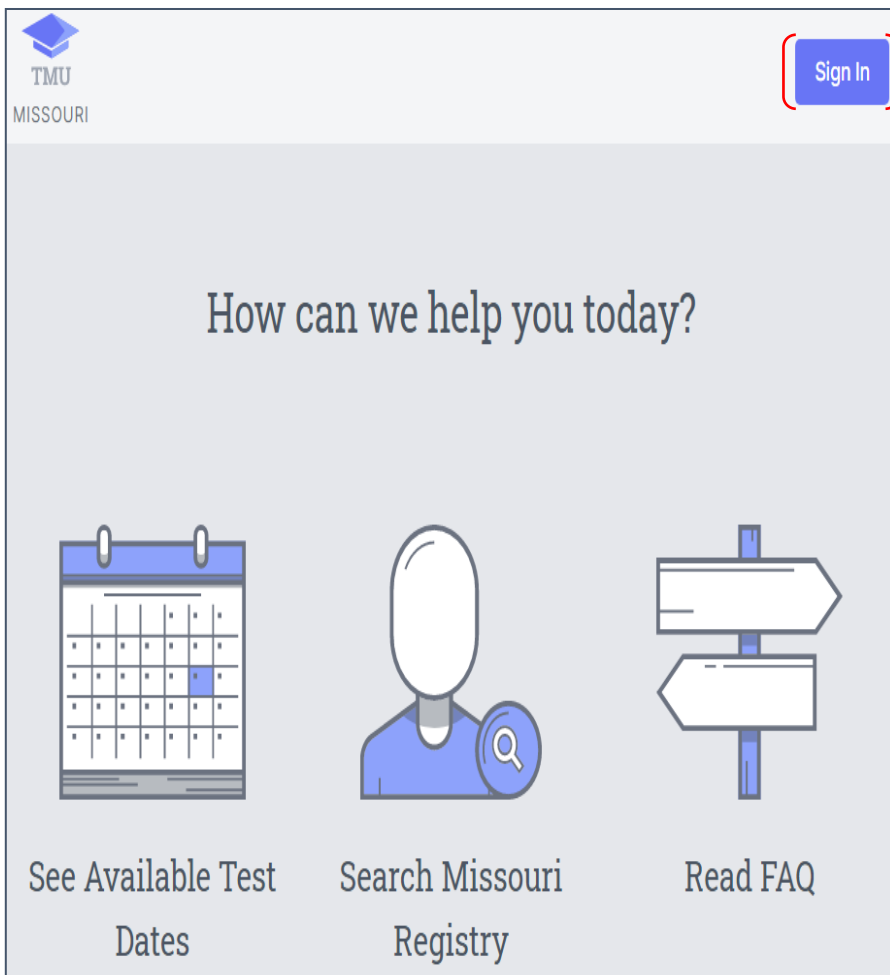 TMU
MISSOURI
Sign In
How can we help you today?
See Available Test
Dates
Search Missouri
Registry
Read FAQ